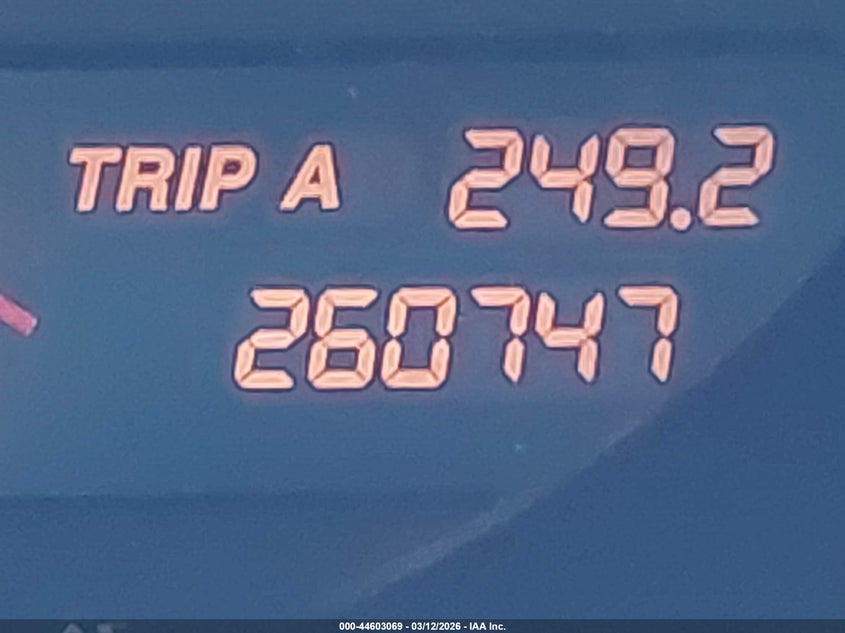 TRIP A 249.2
260747
000-44603069 - 03/12/2026 - IAA Inc.